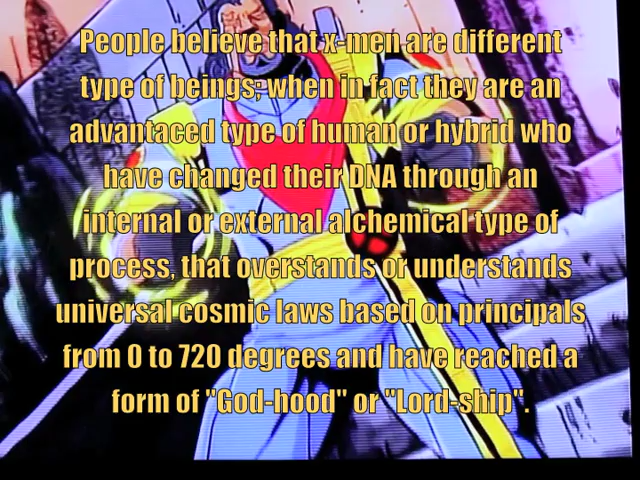 People believe that x-men are different
type of beings; when in fact they are an
advantaced type of human or hybrid who
have changed their DNA through an
internal or external alchemical type of
process, that overstands or understands
universal cosmic laws based on principals
from 0 to 720 degrees and have reached a
form of "God-hood" or "Lord-ship".